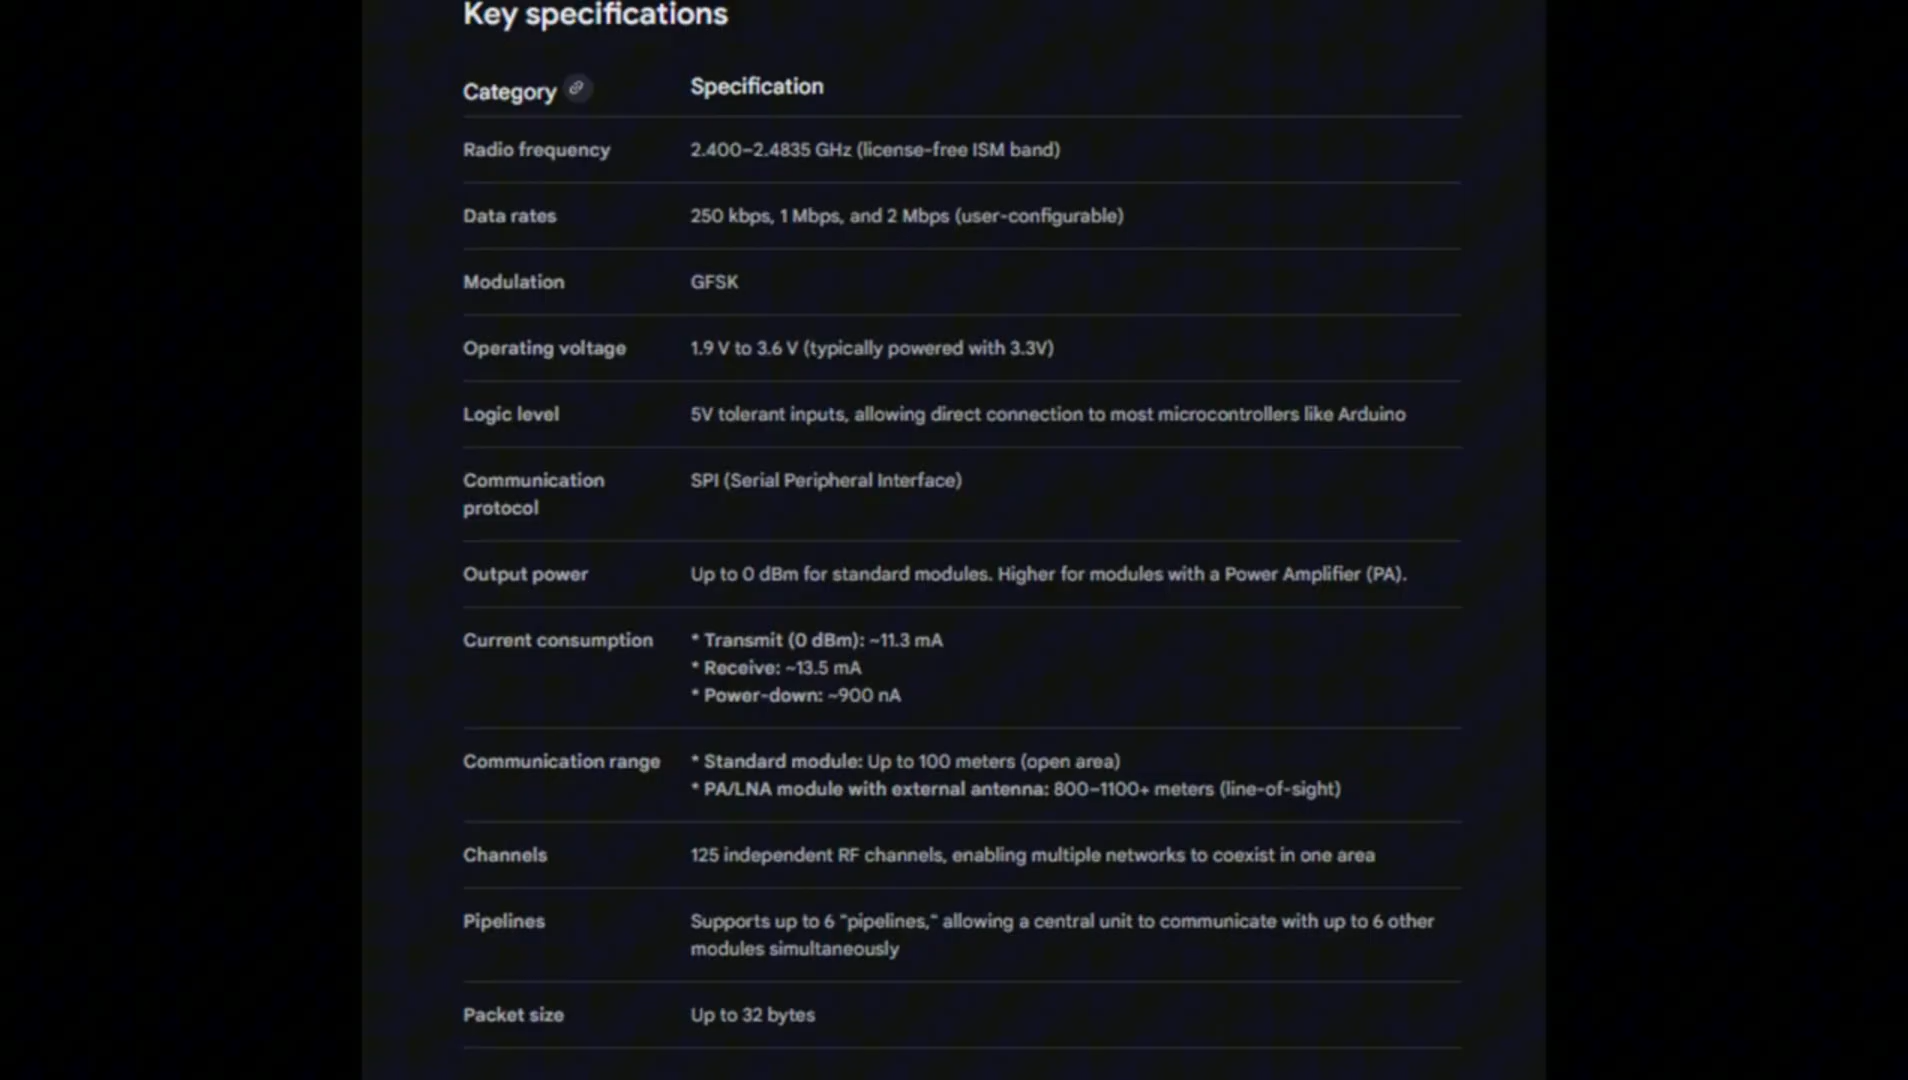 Key specifications
Category
Specification
Radio frequency
2.400–2.4835 GHz (license-free ISM band)
Data rates
250 kbps, 1 Mbps, and 2 Mbps (user-configurable)
Modulation
GFSK
Operating voltage
1.9 V to 3.6 V (typically powered with 3.3V)
Logic level
5V tolerant inputs, allowing direct connection to most microcontrollers like Arduino
Communication
protocol
SPI (Serial Peripheral Interface)
Output power
Up to 0 dBm for standard modules. Higher for modules with a Power Amplifier (PA).
Current consumption
* Transmit (0 dBm): ~11.3 mA
* Receive: ~13.5 mA
* Power-down: ~900 nA
Communication range
* Standard module: Up to 100 meters (open area)
* PA/LNA module with external antenna: 800–1100+ meters (line-of-sight)
Channels
125 independent RF channels, enabling multiple networks to coexist in one area
Pipelines
Supports up to 6 "pipelines," allowing a central unit to communicate with up to 6 other
modules simultaneously
Packet size
Up to 32 bytes